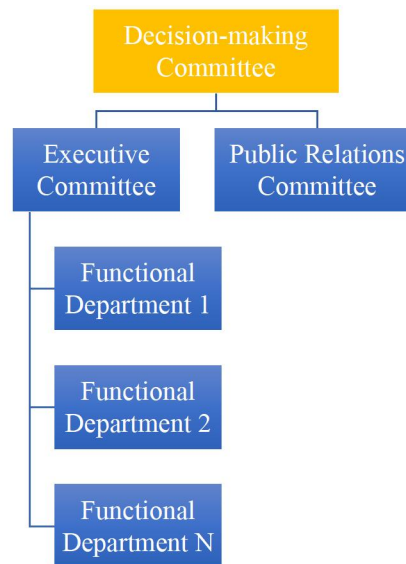 Decision-making
Committee
Executive
Committee
Public Relations
Committee
Functional
Department 1
Functional
Department 2
Functional
Department N